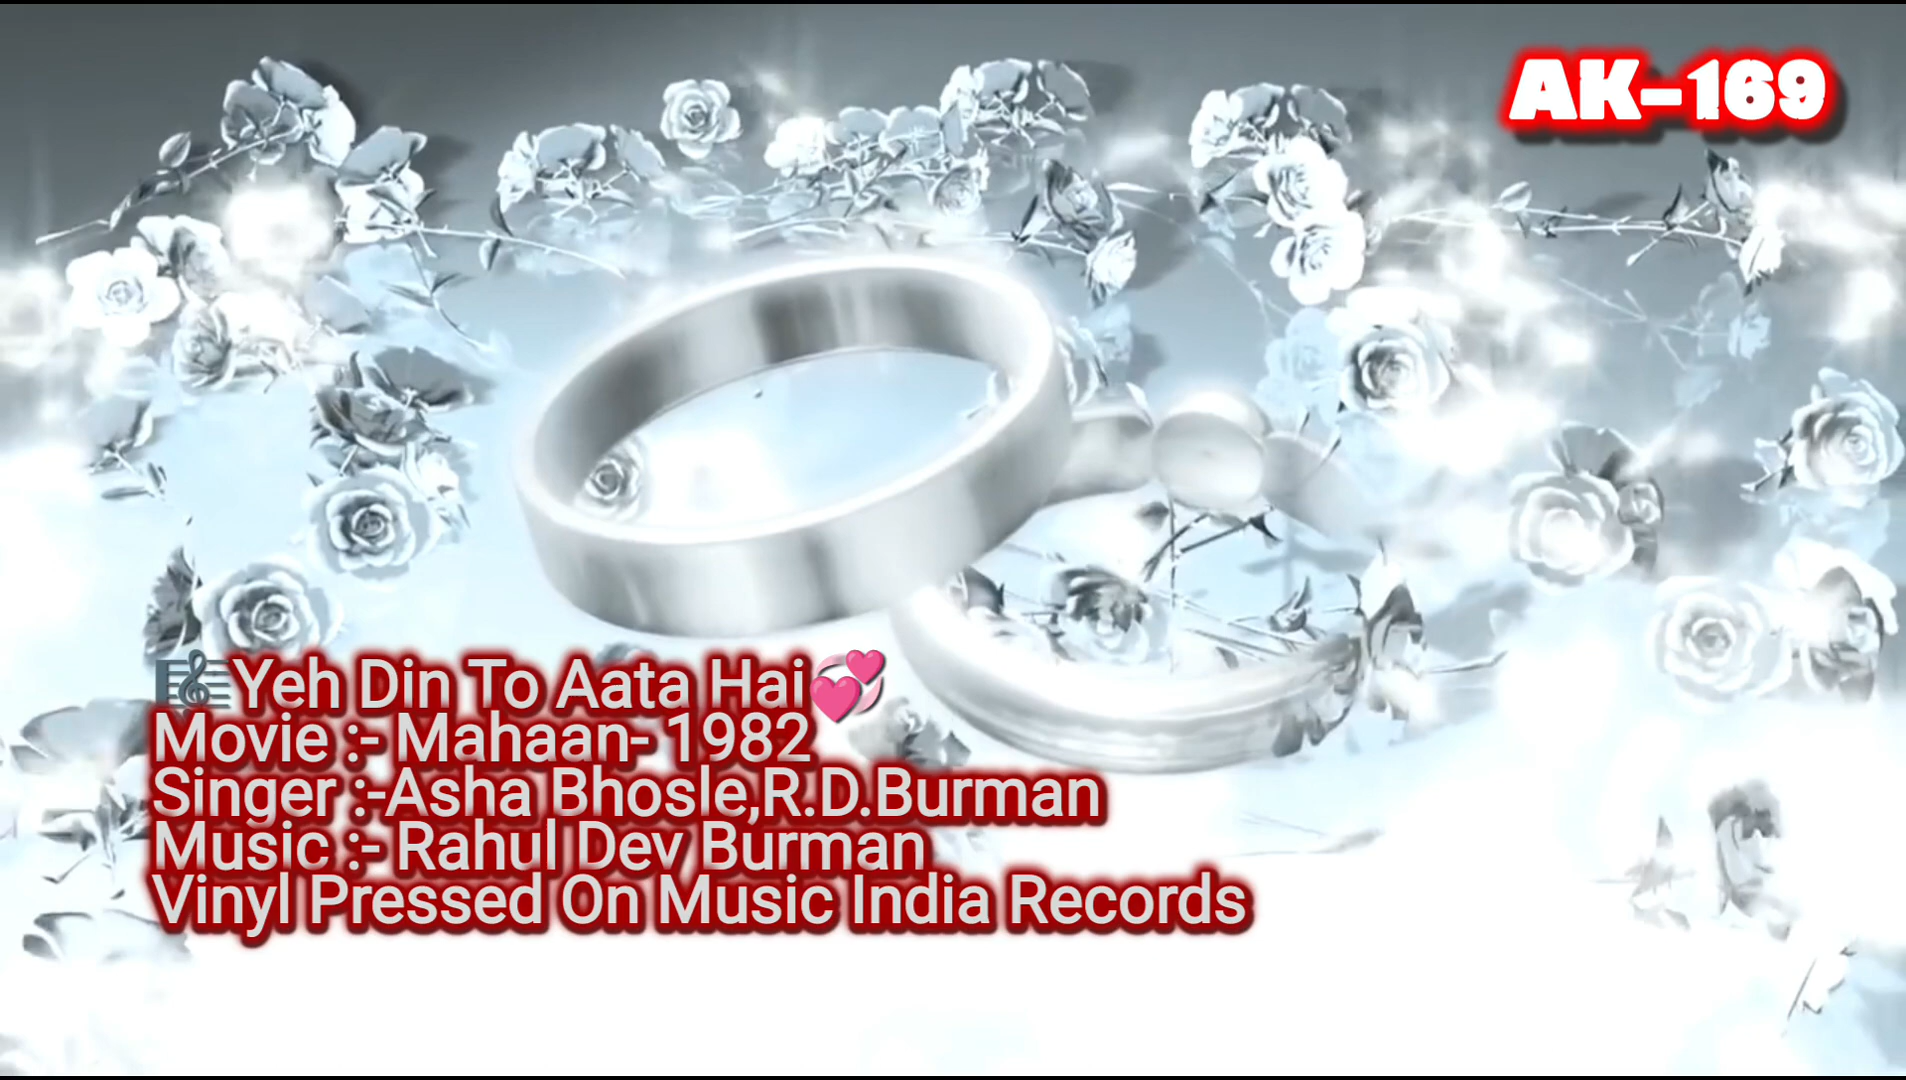 AK-169
🎼Yeh Din To Aata Hai💞
Movie :- Mahaan- 1982
Singer :-Asha Bhosle,R.D.Burman
Music :- Rahul Dev Burman
Vinyl Pressed On Music India Records